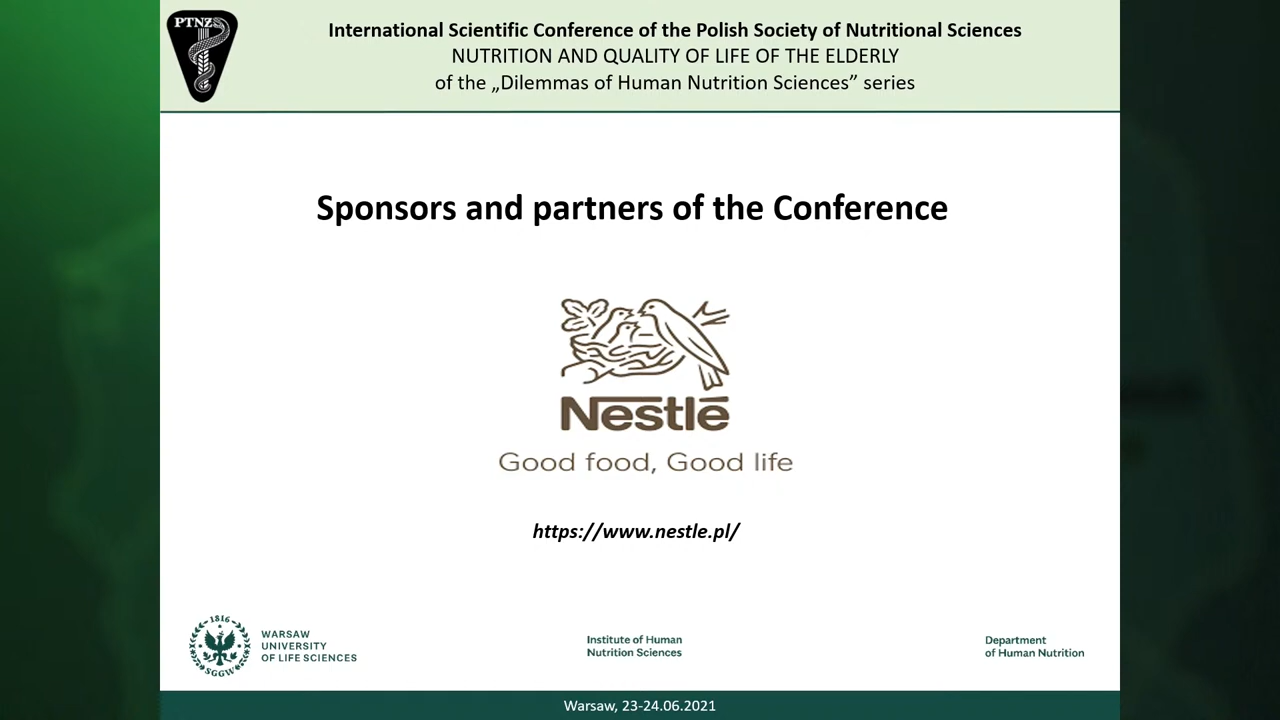 PTNZ
International Scientific Conference of the Polish Society of Nutritional Sciences
NUTRITION AND QUALITY OF LIFE OF THE ELDERLY
of the „Dilemmas of Human Nutrition Sciences” series
Sponsors and partners of the Conference
Nestlé
Good food, Good life
https://www.nestle.pl/
1816
SGGW
WARSAW
UNIVERSITY
OF LIFE SCIENCES
Institute of Human
Nutrition Sciences
Department
of Human Nutrition
Warsaw, 23-24.06.2021